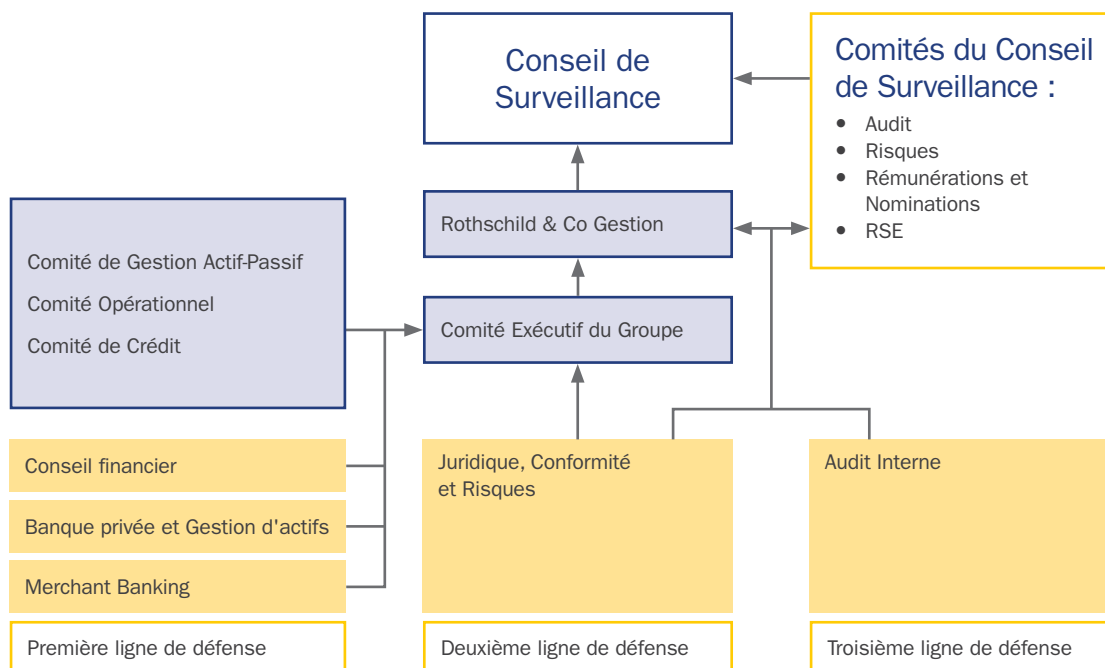 Conseil de
Surveillance
Comités du Conseil
de Surveillance :
• Audit
• Risques
• Rémunérations et
Nominations
• RSE
Rothschild & Co Gestion
Comité de Gestion Actif-Passif
Comité Opérationnel
Comité de Crédit
Comité Exécutif du Groupe
Conseil financier
Banque privée et Gestion d'actifs
Merchant Banking
Juridique, Conformité
et Risques
Audit Interne
Première ligne de défense
Deuxième ligne de défense
Troisième ligne de défense